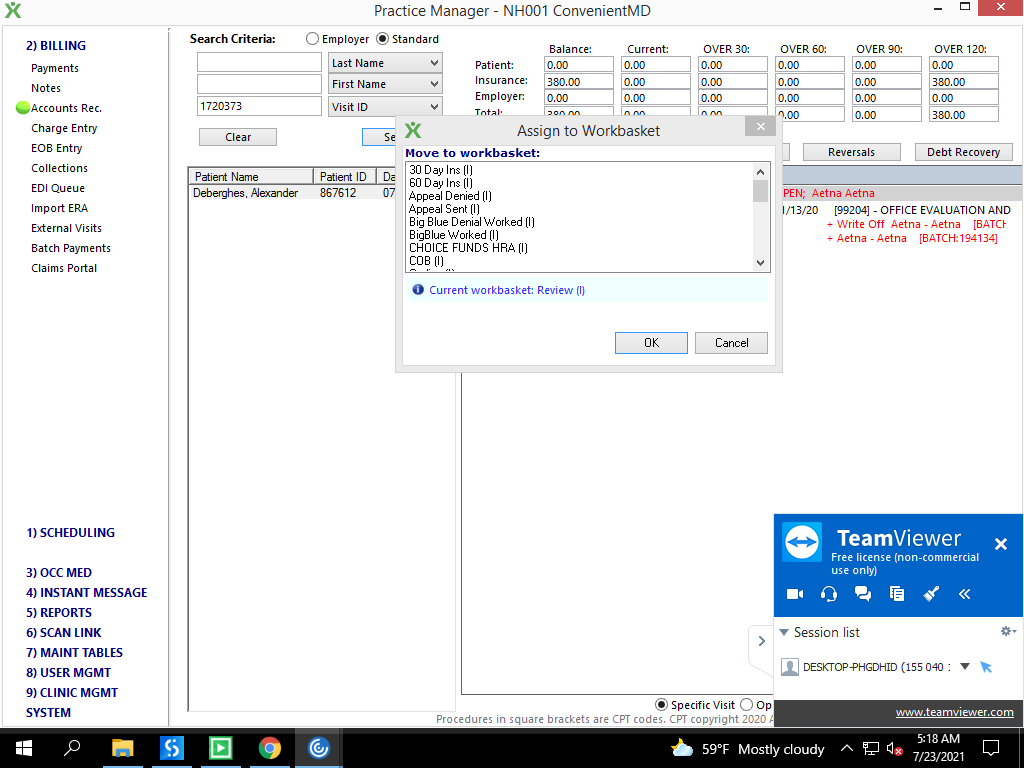 Practice Manager - NH001 ConvenientMD
2) BILLING
Payments
Notes
Accounts Rec.
Charge Entry
EOB Entry
Collections
EDI Queue
Import ERA
External Visits
Batch Payments
Claims Portal
1) SCHEDULING
3) OCC MED
4) INSTANT MESSAGE
5) REPORTS
6) SCAN LINK
7) MAINT TABLES
8) USER MGMT
9) CLINIC MGMT
SYSTEM
Search Criteria: Employer Standard
Last Name
First Name
1720373 Visit ID
Clear Se
Balance: Current: OVER 30: OVER 60: OVER 90: OVER 120:
Patient: 0.00 0.00 0.00 0.00 0.00 0.00
Insurance: 380.00 0.00 0.00 0.00 0.00 380.00
Employer: 0.00 0.00 0.00 0.00 0.00 0.00
Total: 380.00 0.00 0.00 0.00 0.00 380.00
Reversals Debt Recovery
Patient Name Patient ID Da
Deberghes, Alexander 867612 07
PEN; Aetna Aetna
1/13/20 [99204] - OFFICE EVALUATION AND
+ Write Off Aetna - Aetna [BATCH
+ Aetna - Aetna [BATCH:194134]
Assign to Workbasket
Move to workbasket:
30 Day Ins (I)
60 Day Ins (I)
Appeal Denied (I)
Appeal Sent (I)
Big Blue Denial Worked (I)
BigBlue Worked (I)
CHOICE FUNDS HRA (I)
COB (I)
Current workbasket: Review (I)
OK Cancel
Specific Visit Op
Procedures in square brackets are CPT codes. CPT copyright 2020 A
TeamViewer
Free license (non-commercial
use only)
Session list
DESKTOP-PHGDHID (155 040
www.teamviewer.com
59°F Mostly cloudy
5:18 AM
7/23/2021